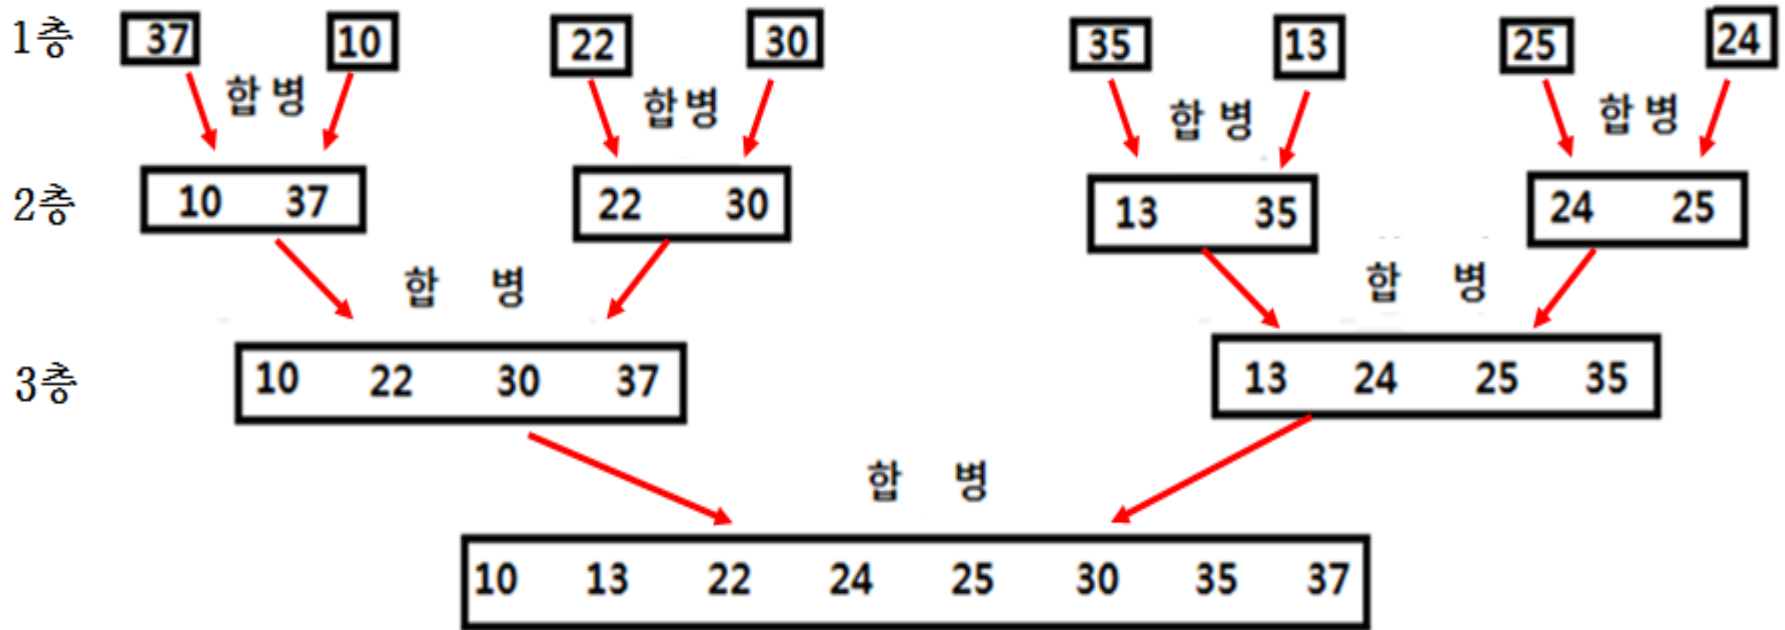 1층 37 10 22 30 35 13 25 24
합 병 합 병 합 병 합 병
2층 10 37 22 30 13 35 24 25
합 병 합 병
3층 10 22 30 37 13 24 25 35
합 병
10 13 22 24 25 30 35 37